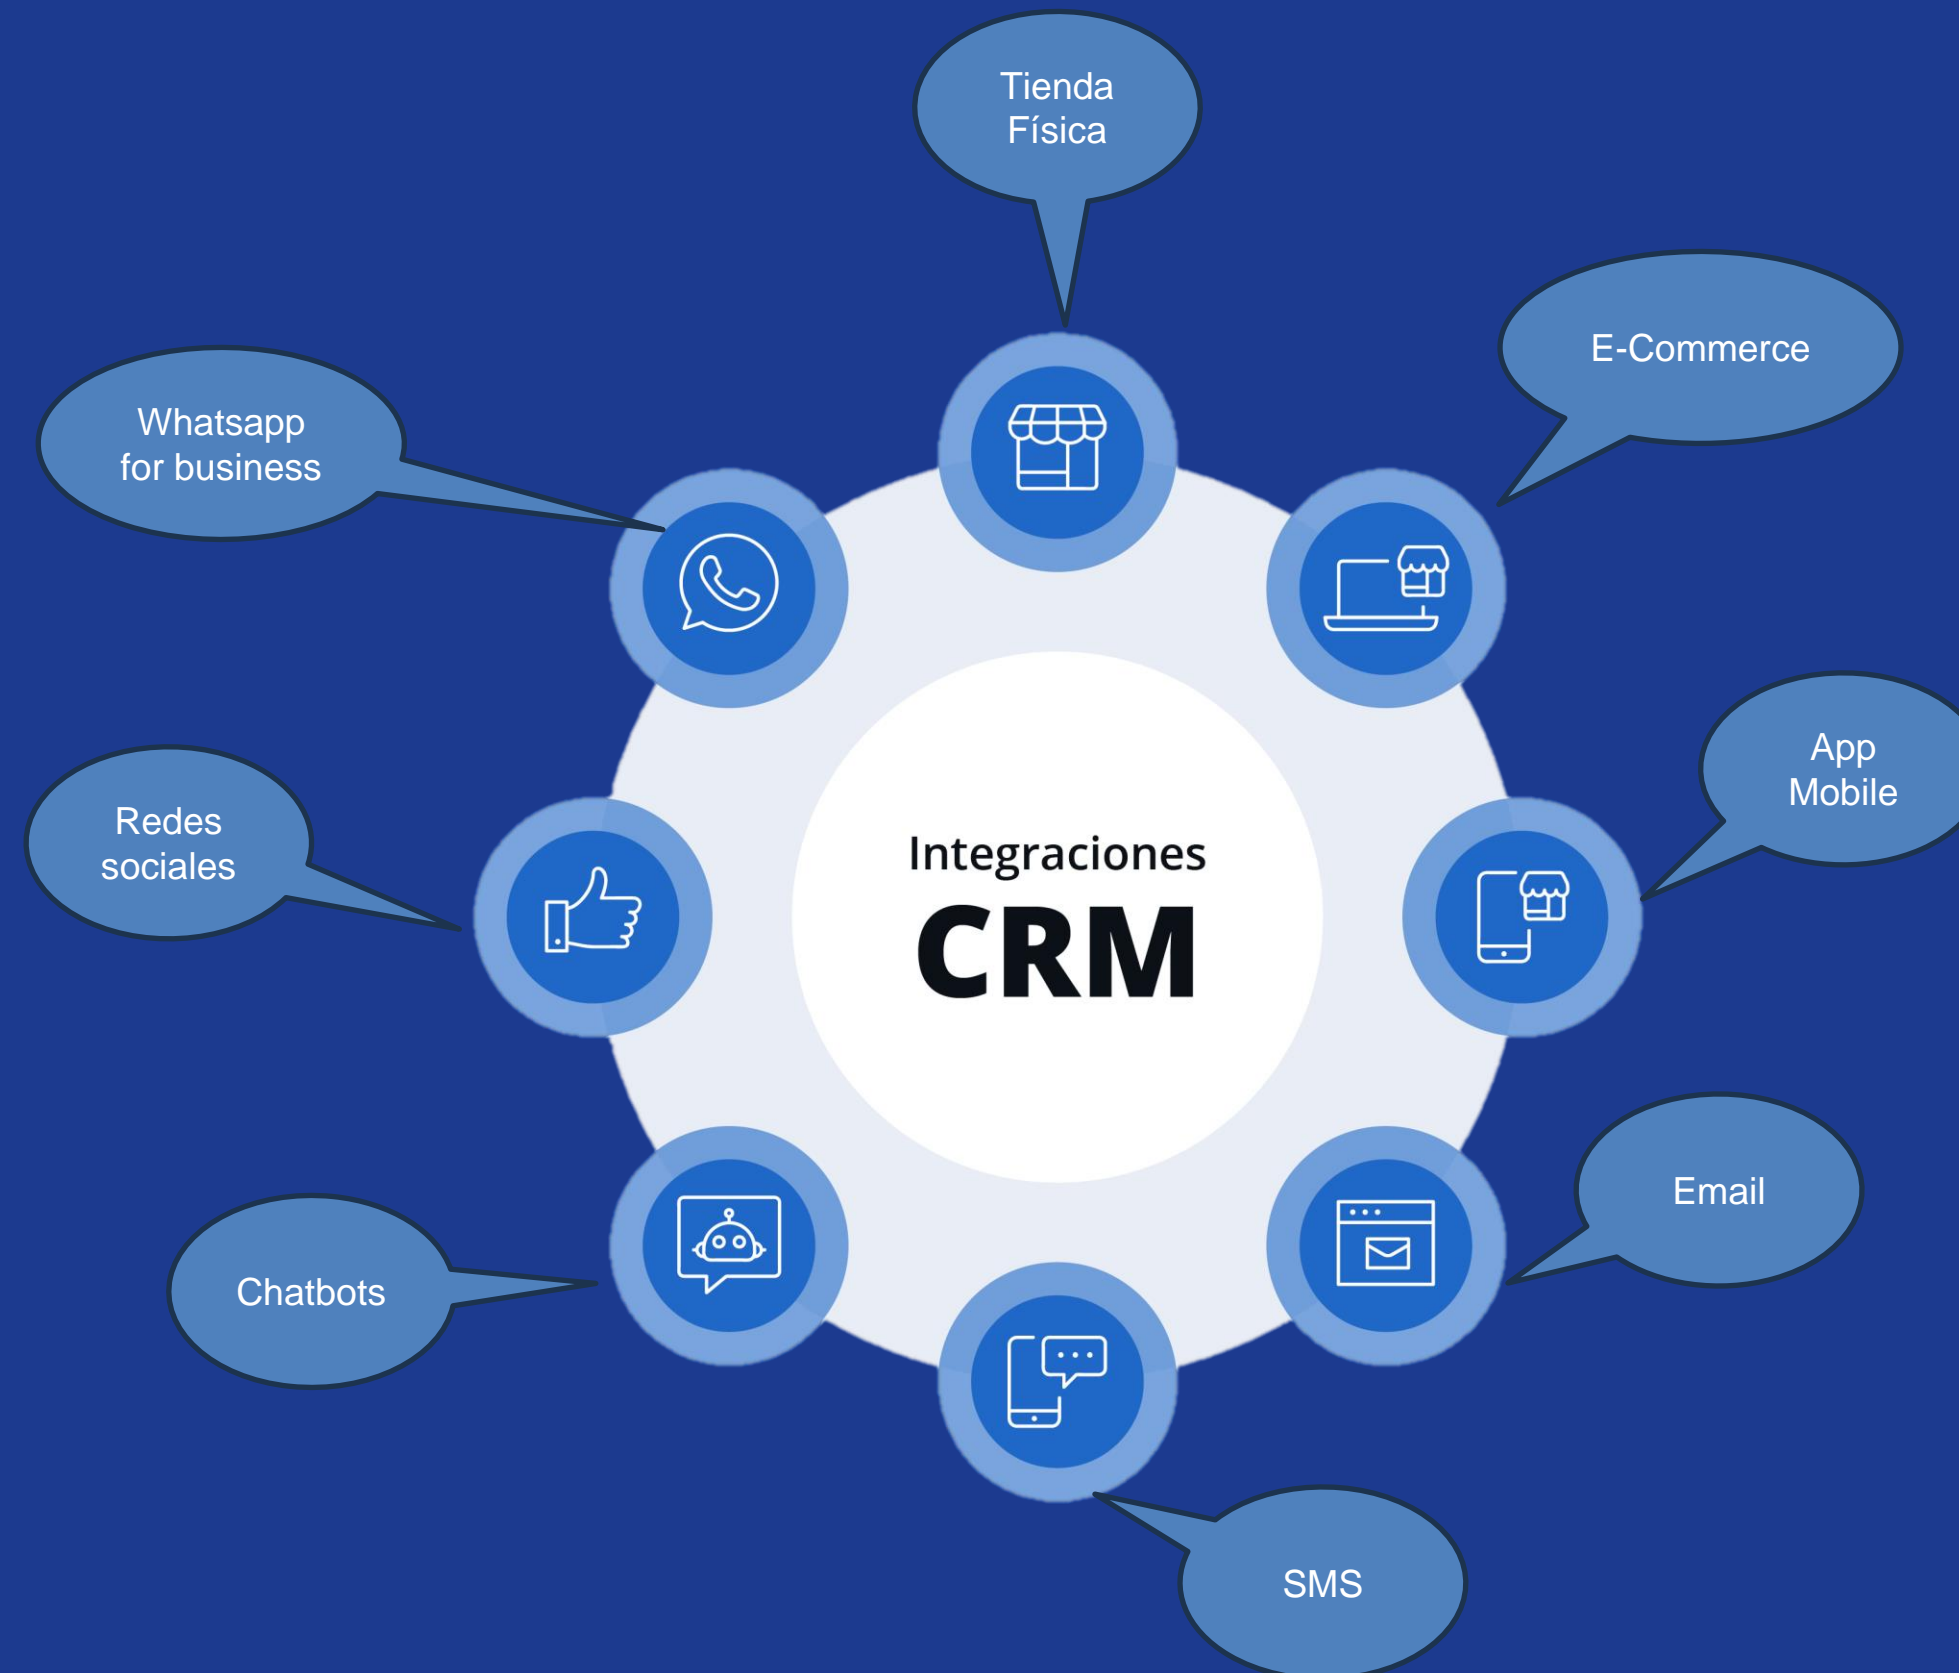 Tienda
Física
E-Commerce
Whatsapp
for business
App
Mobile
Redes
sociales
Integraciones
CRM
Email
Chatbots
SMS